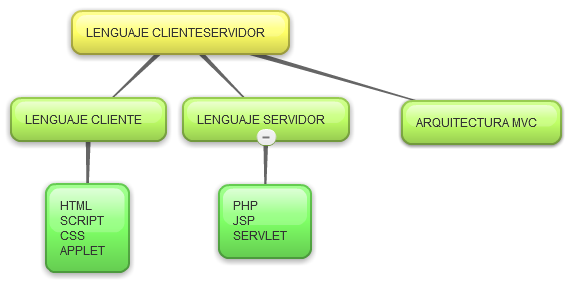 LENGUAJE CLIENTESERVIDOR
LENGUAJE CLIENTE
LENGUAJE SERVIDOR
ARQUITECTURA MVC
HTML
SCRIPT
CSS
APPLET
PHP
JSP
SERVLET